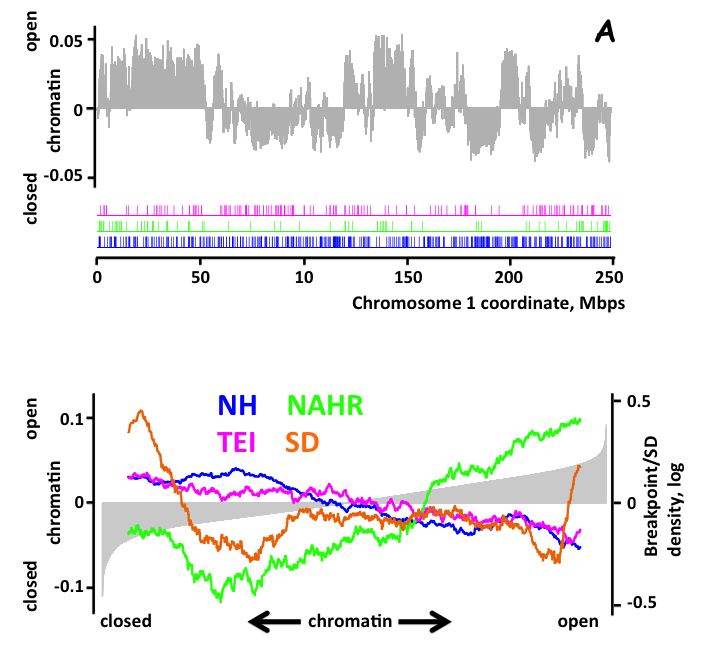 A
open
chromatin
closed
0.05
0
-0.05
0 50 10 150 200 250
Chromosome 1 coordinate, Mbps
NH NAHR
TEI SD
open
chromatin
closed
0.1
0
-0.1
0.5
0
-0.5
Breakpoint/SD
density, log
closed chromatin open